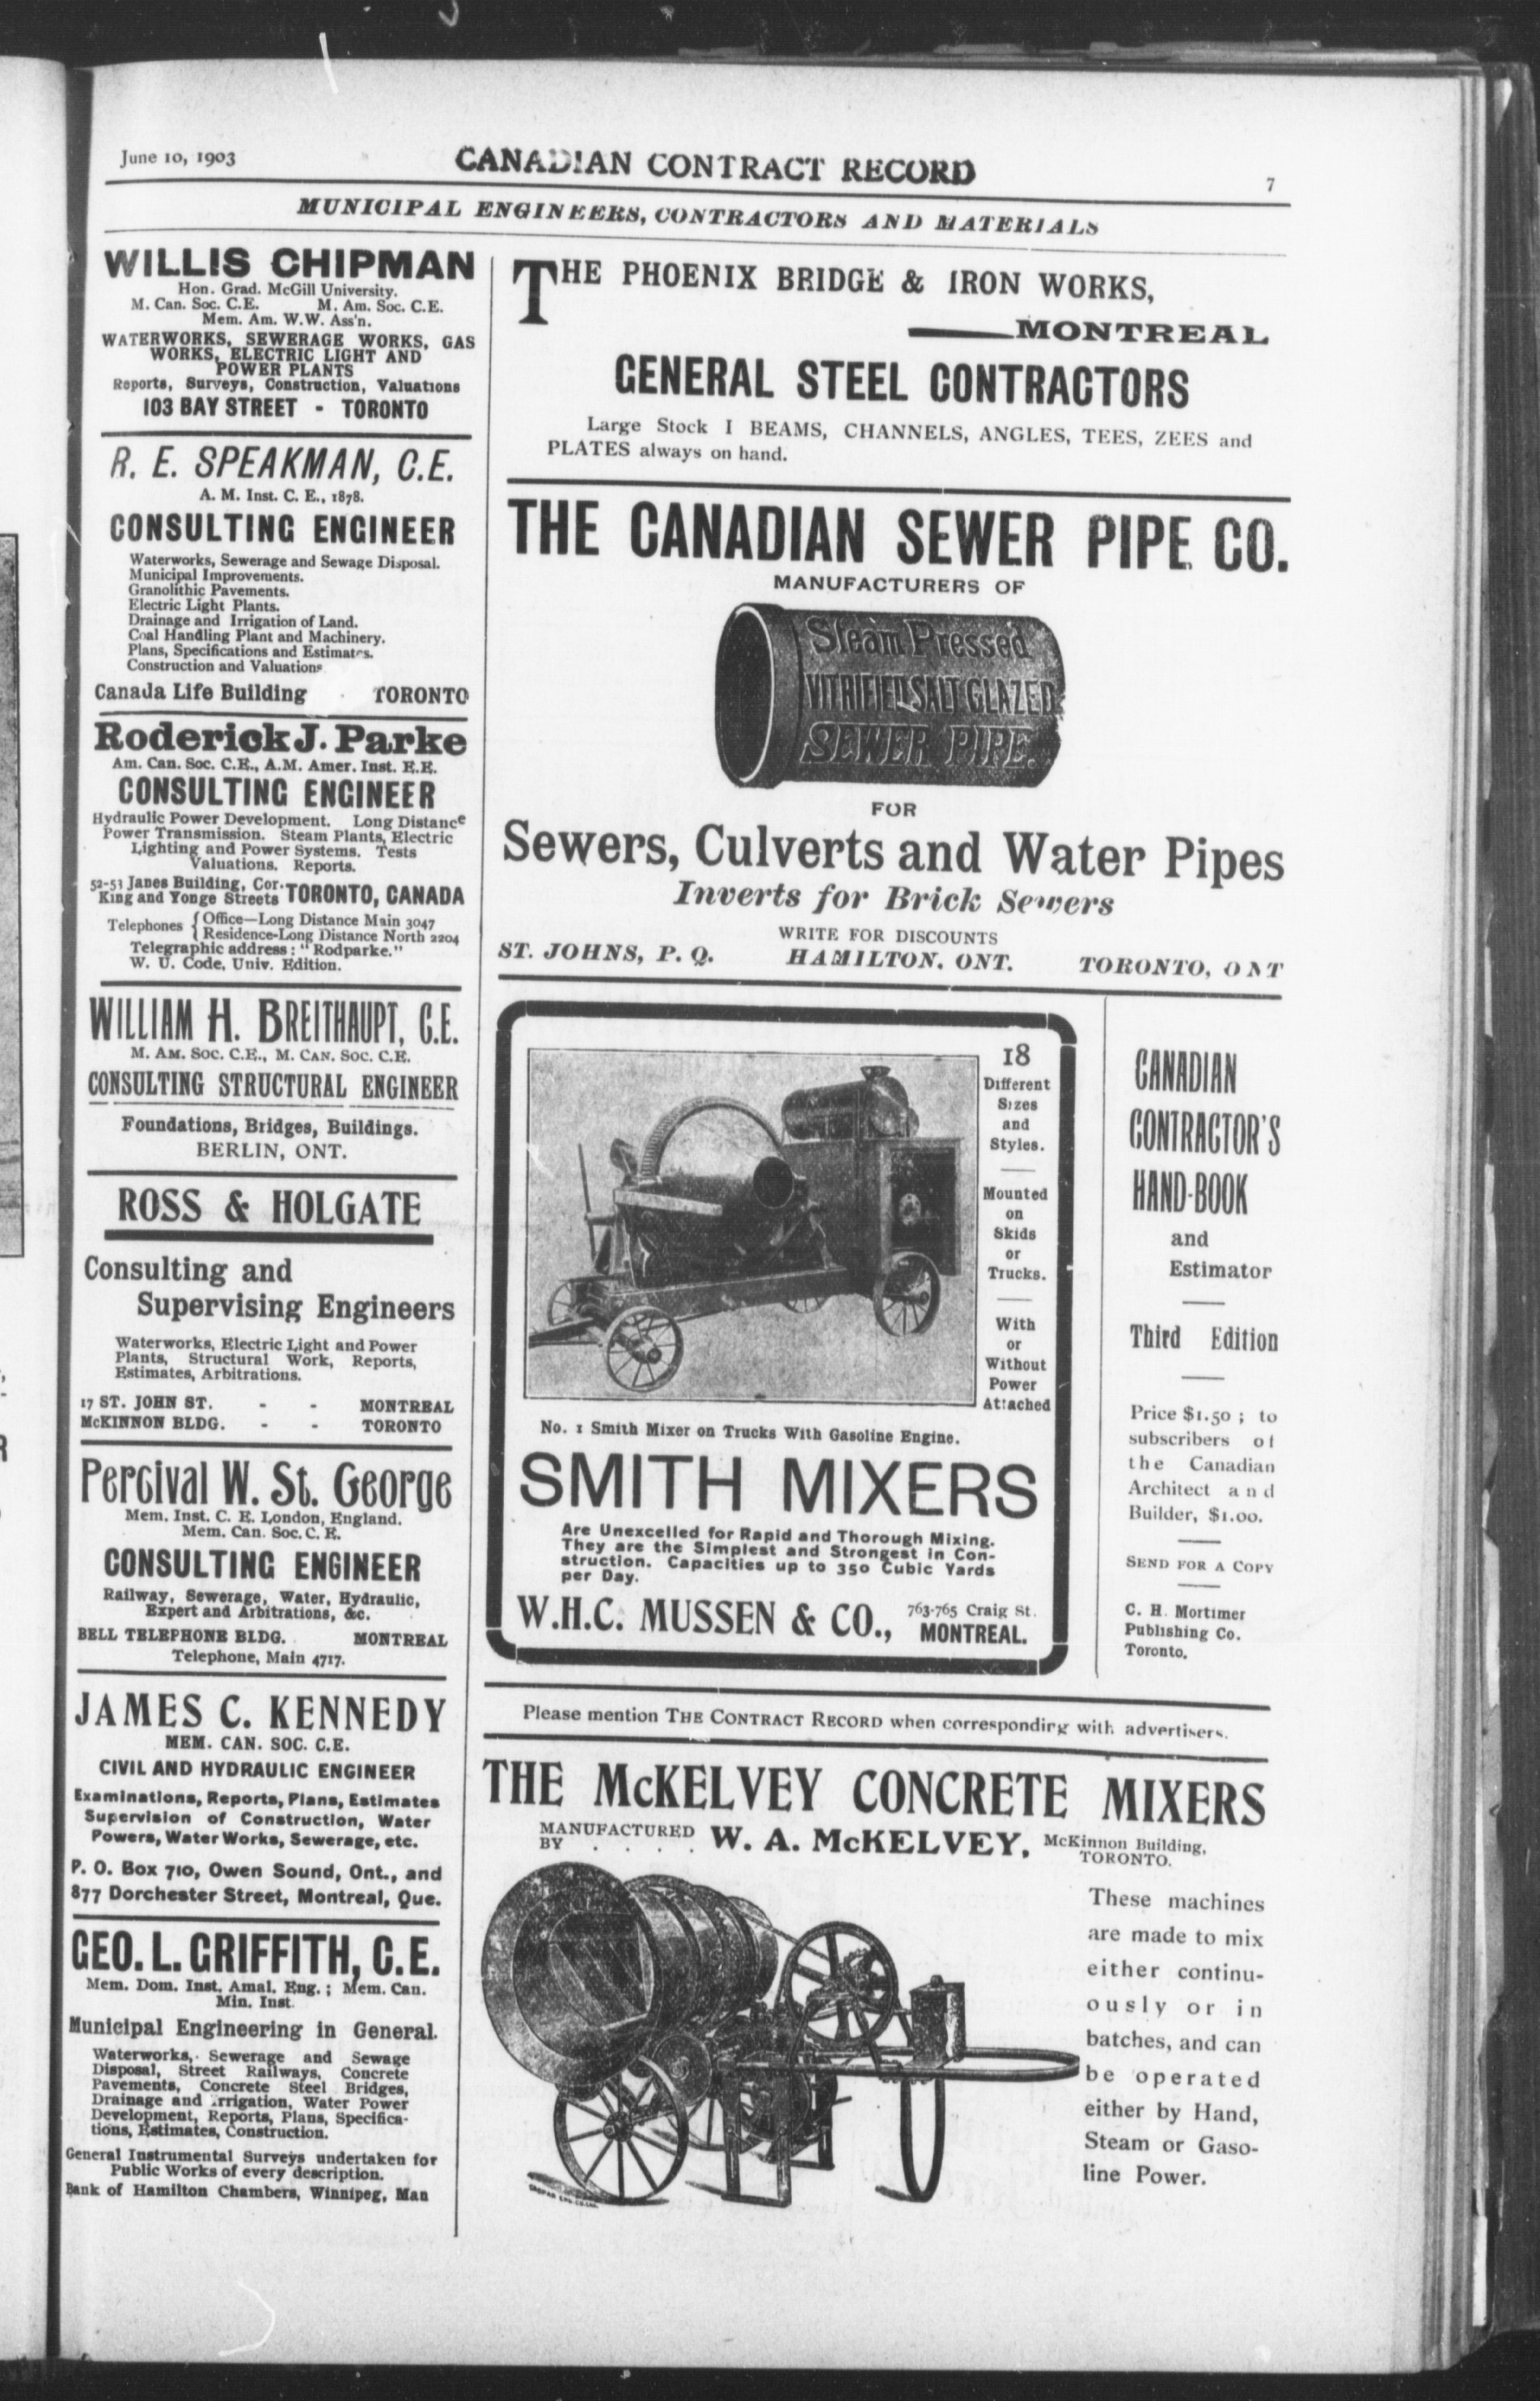 June 10, 1903
CANADIAN CONTRACT RECORD
7
MUNICIPAL ENGINEERS, CONTRACTORS AND MATERIALS
WILLIS CHIPMAN
Hon. Grad. McGill University.
M. Can. Soc. C.E. M. Am. Soc. C.E.
Mem. Am. W.W. Ass'n.
WATERWORKS, SEWERAGE WORKS, GAS
WORKS, ELECTRIC LIGHT AND
POWER PLANTS
Reports, Surveys, Construction, Valuations
103 BAY STREET - TORONTO
R. E. SPEAKMAN, C.E.
A. M. Inst. C. E., 1878.
CONSULTING ENGINEER
Waterworks, Sewerage and Sewage Disposal.
Municipal Improvements.
Granolithic Pavements.
Electric Light Plants.
Drainage and Irrigation of Land.
Coal Handling Plant and Machinery.
Plans, Specifications and Estimates.
Construction and Valuations
Canada Life Building TORONTO
Roderick J. Parke
Am. Can. Soc. C.E., A.M. Amer. Inst. E.E.
CONSULTING ENGINEER
Hydraulic Power Development. Long Distance
Power Transmission. Steam Plants, Electric
Lighting and Power Systems. Tests
Valuations. Reports.
52-53 Janes Building, Cor.
King and Yonge Streets TORONTO, CANADA
Telephones { Office—Long Distance Main 3047
Residence-Long Distance North 2204
Telegraphic address: "Rodparke."
W. U. Code, Univ. Edition.
WILLIAM H. BREITHAUPT, C.E.
M. AM. SOC. C.E., M. CAN. SOC. C.E.
CONSULTING STRUCTURAL ENGINEER
Foundations, Bridges, Buildings.
BERLIN, ONT.
ROSS & HOLGATE
Consulting and
Supervising Engineers
Waterworks, Electric Light and Power
Plants, Structural Work, Reports,
Estimates, Arbitrations.
17 ST. JOHN ST. - - MONTREAL
McKINNON BLDG. - - TORONTO
Percival W. St. George
Mem. Inst. C. E. London, England.
Mem. Can. Soc. C. E.
CONSULTING ENGINEER
Railway, Sewerage, Water, Hydraulic,
Expert and Arbitrations, &c.
BELL TELEPHONE BLDG. MONTREAL
Telephone, Main 4717.
JAMES C. KENNEDY
MEM. CAN. SOC. C.E.
CIVIL AND HYDRAULIC ENGINEER
Examinations, Reports, Plans, Estimates
Supervision of Construction, Water
Powers, Water Works, Sewerage, etc.
P. O. Box 710, Owen Sound, Ont., and
877 Dorchester Street, Montreal, Que.
GEO. L. GRIFFITH, C.E.
Mem. Dom. Inst. Amal. Eng.; Mem. Can.
Min. Inst.
Municipal Engineering in General.
Waterworks, Sewerage and Sewage
Disposal, Street Railways, Concrete
Pavements, Concrete Steel Bridges,
Drainage and Irrigation, Water Power
Development, Reports, Plans, Specifica-
tions, Estimates, Construction.
General Instrumental Surveys undertaken for
Public Works of every description.
Bank of Hamilton Chambers, Winnipeg, Man
THE PHOENIX BRIDGE & IRON WORKS,
MONTREAL
GENERAL STEEL CONTRACTORS
Large Stock I BEAMS, CHANNELS, ANGLES, TEES, ZEES and
PLATES always on hand.
THE CANADIAN SEWER PIPE CO.
MANUFACTURERS OF
Steam Pressed
VITRIFIED SALT GLAZED
SEWER PIPE.
FOR
Sewers, Culverts and Water Pipes
Inverts for Brick Sewers
WRITE FOR DISCOUNTS
ST. JOHNS, P. Q. HAMILTON, ONT. TORONTO, ONT
18
Different
Sizes
and
Styles.
Mounted
on
Skids
or
Trucks.
With
or
Without
Power
Attached
No. 1 Smith Mixer on Trucks With Gasoline Engine.
SMITH MIXERS
Are Unexcelled for Rapid and Thorough Mixing.
They are the Simplest and Strongest in Con-
struction. Capacities up to 350 Cubic Yards
per Day.
W.H.C. MUSSEN & CO., 763-765 Craig St.
MONTREAL.
CANADIAN
CONTRACTOR'S
HAND-BOOK
and
Estimator
Third Edition
Price $1.50; to
subscribers of
the Canadian
Architect and
Builder, $1.00.
SEND FOR A COPY
C. H. Mortimer
Publishing Co.
Toronto.
Please mention THE CONTRACT RECORD when corresponding with advertisers.
THE McKELVEY CONCRETE MIXERS
MANUFACTURED
BY . . . . W. A. McKELVEY, McKinnon Building,
TORONTO.
These machines
are made to mix
either continu-
ously or in
batches, and can
be operated
either by Hand,
Steam or Gaso-
line Power.